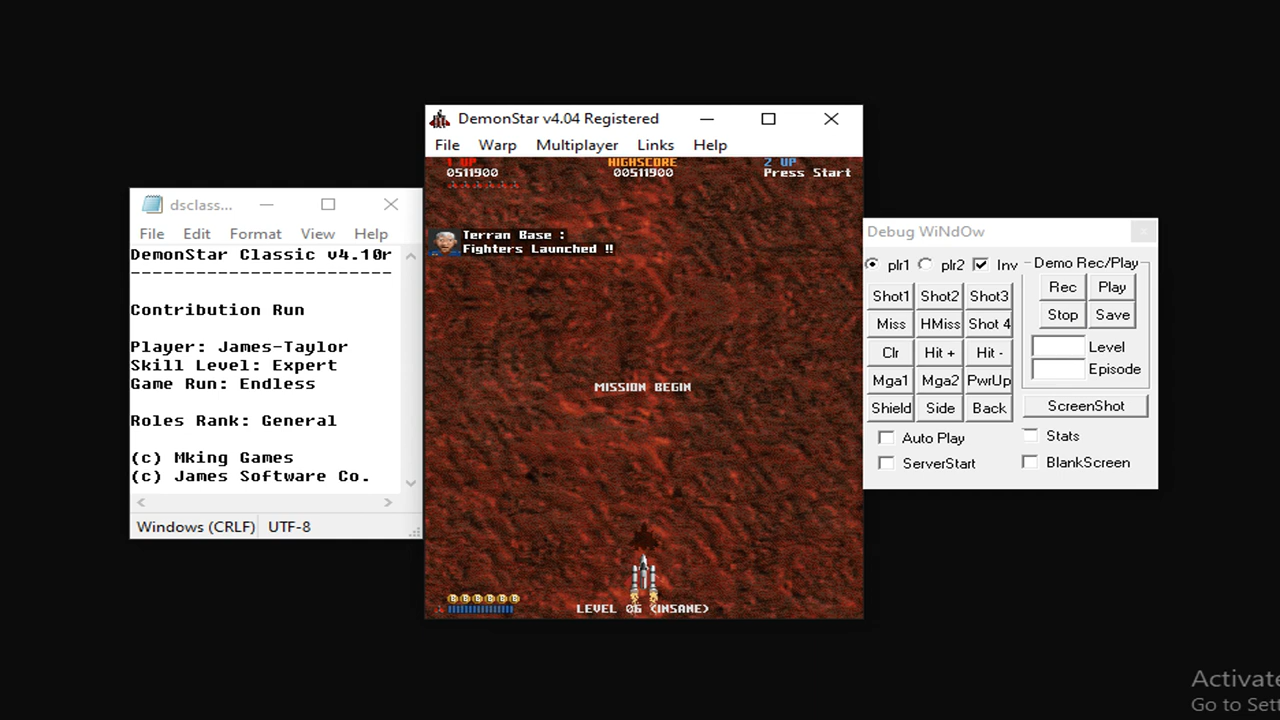 dsclass...
File Edit Format View Help
DemonStar Classic v4.10r
------------------------
Contribution Run
Player: James-Taylor
Skill Level: Expert
Game Run: Endless
Roles Rank: General
(c) Mking Games
(c) James Software Co.
Windows (CRLF) UTF-8
DemonStar v4.04 Registered
File Warp Multiplayer Links Help
1 UP HIGHSCORE 2 UP
0511900 00511900 Press Start
Terran Base :
Fighters Launched !!
MISSION BEGIN
LEVEL 06 (INSANE)
Debug WiNdOw
plr1 plr2 Inv
Shot1 Shot2 Shot3
Miss HMiss Shot 4
Clr Hit + Hit -
Mga1 Mga2 PwrUp
Shield Side Back
Auto Play
ServerStart
Demo Rec/Play
Rec Play
Stop Save
Level
Episode
ScreenShot
Stats
BlankScreen
Activate
Go to Sett